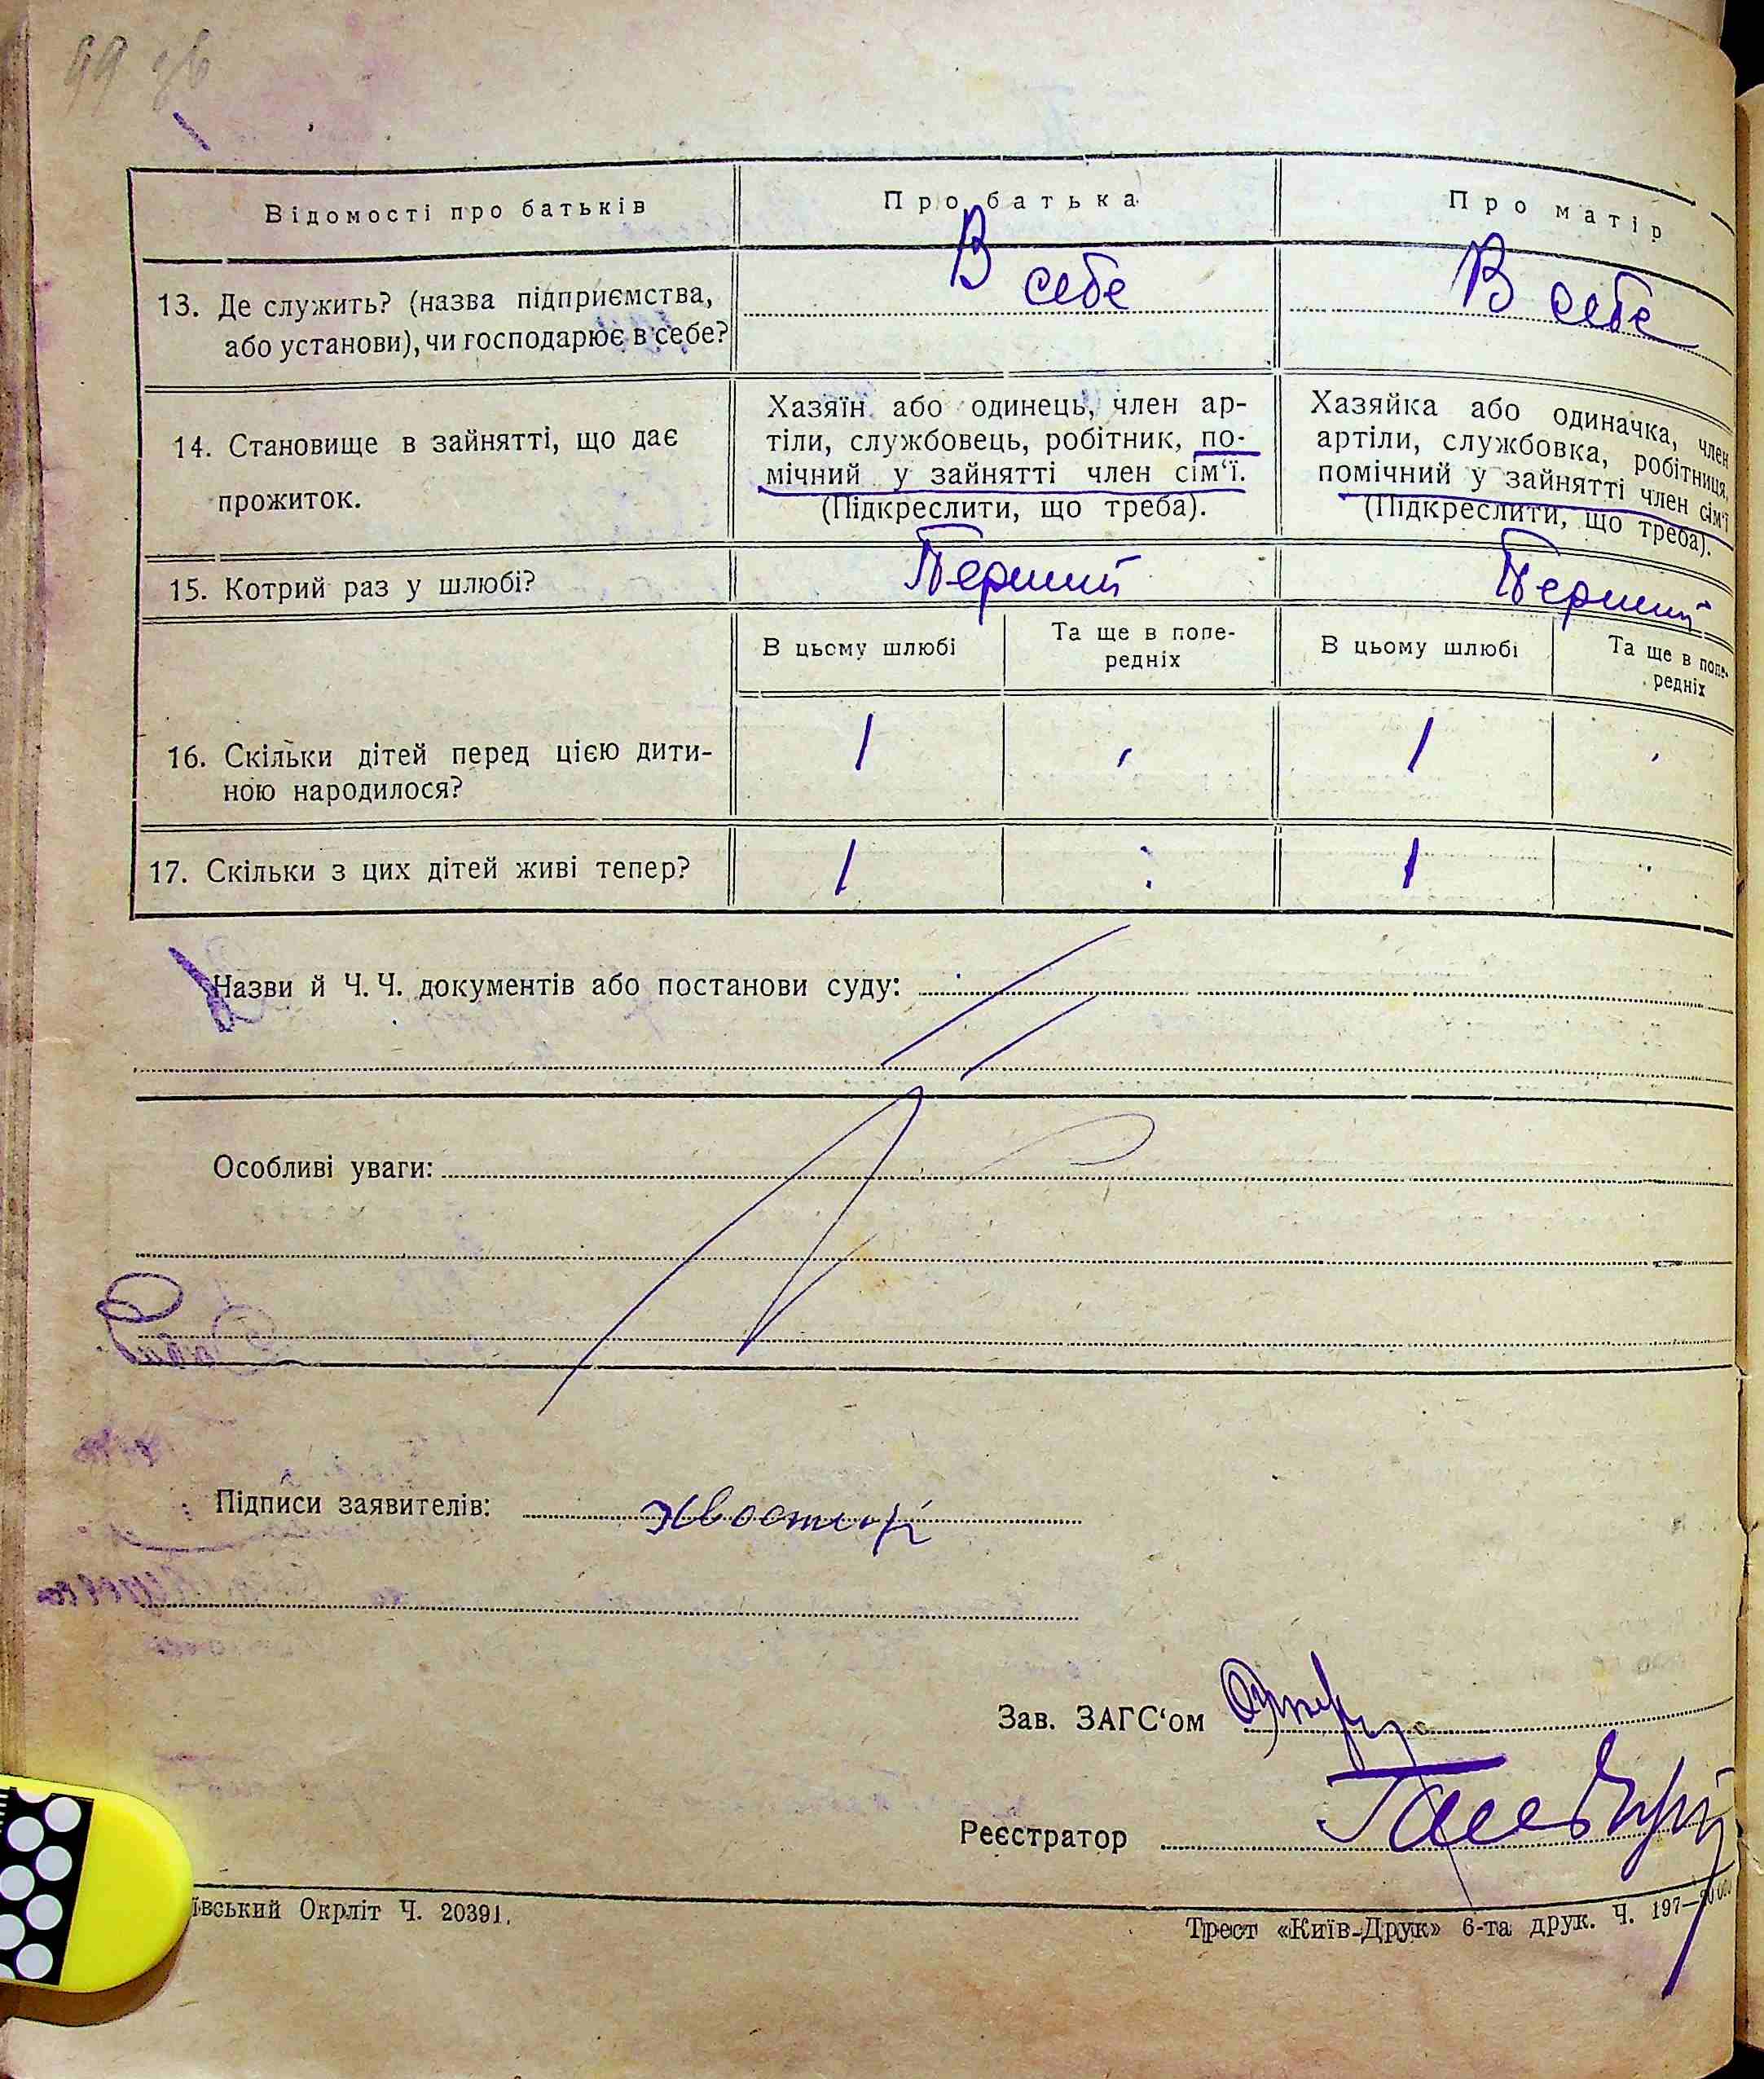 99 зв
Відомості про батьків
Про батька
Про матір
13. Де служить? (назва підприємства,
або установи), чи господарює в себе?
В себе
В себе
14. Становище в зайнятті, що дає
прожиток.
Хазяїн або одинець, член ар-
тіли, службовець, робітник, по-
мічний у зайнятті член сім‘ї.
(Підкреслити, що треба).
Хазяйка або одиначка, член
артіли, службовка, робітниця,
помічний у зайнятті член сім‘ї
(Підкреслити, що треба).
15. Котрий раз у шлюбі?
Перший
Перший
В цьому шлюбі
Та ще в попе-
редніх
В цьому шлюбі
Та ще в попе-
редніх
16. Скільки дітей перед цією дити-
ною народилося?
1
1
17. Скільки з цих дітей живі тепер?
1
1
Назви й Ч. Ч. документів або постанови суду:
Особливі уваги:
Підписи заявителів:
Зав. ЗАГС‘ом
Реєстратор
ївський Окрліт Ч. 20391.
Трест «Київ-Друк» 6-та друк. Ч. 197—